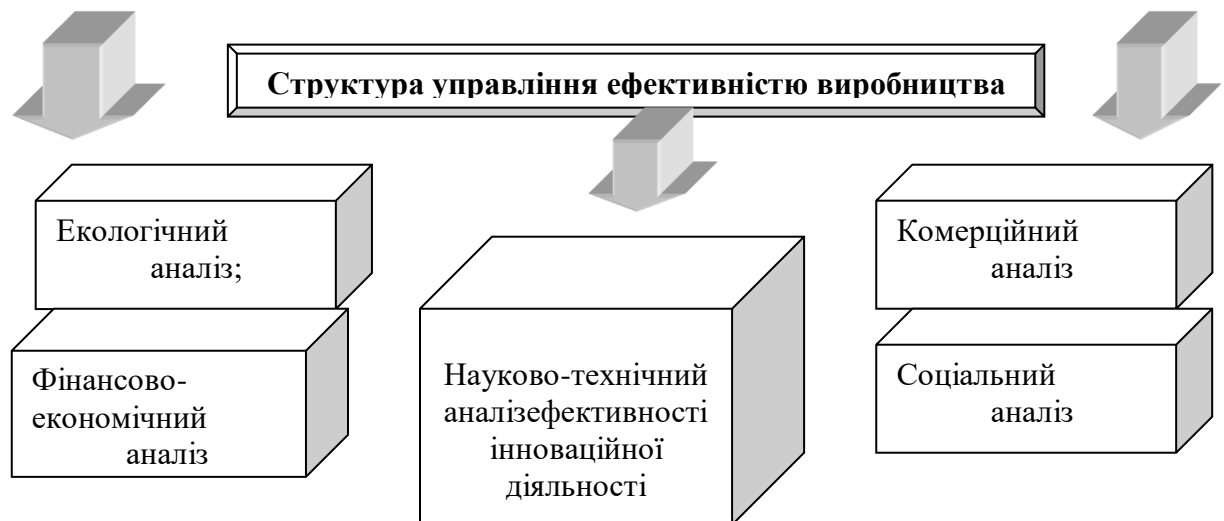 Структура управління ефективністю виробництва
Екологічний
аналіз;
Фінансово-
економічний
аналіз
Науково-технічний
аналізефективності
інноваційної
діяльності
Комерційний
аналіз
Соціальний
аналіз